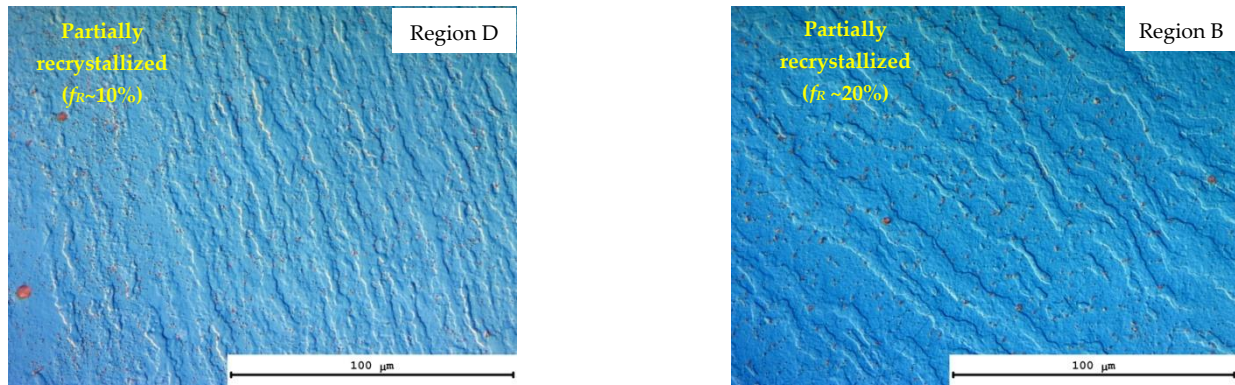 Partially
recrystallized
(fR~10%)
Region D
100 µm
Partially
recrystallized
(fR ~20%)
Region B
100 µm